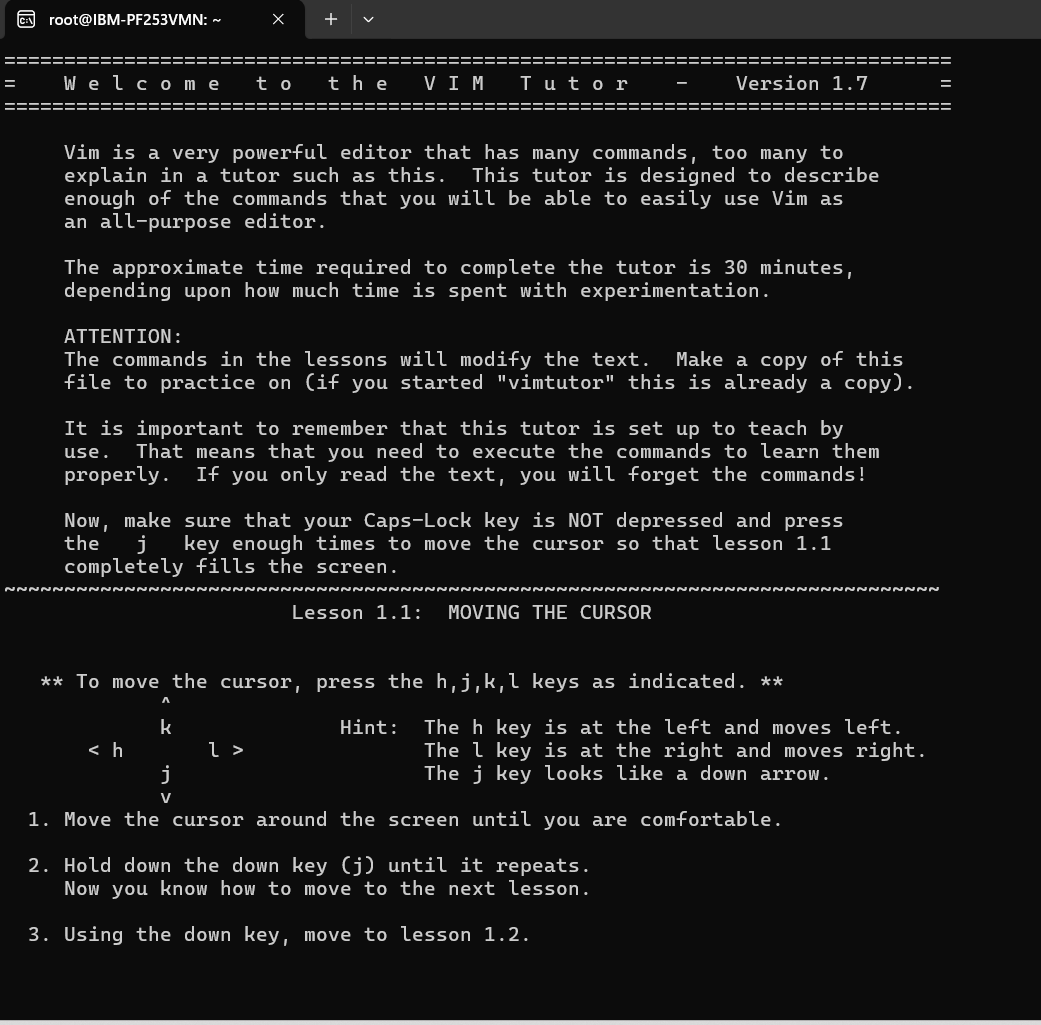 root@IBM-PF253VMN: ~
===============================================================================
=    W e l c o m e   t o   t h e   V I M   T u t o r    -    Version 1.7      =
===============================================================================
     Vim is a very powerful editor that has many commands, too many to
     explain in a tutor such as this.  This tutor is designed to describe
     enough of the commands that you will be able to easily use Vim as
     an all-purpose editor.
     The approximate time required to complete the tutor is 30 minutes,
     depending upon how much time is spent with experimentation.
     ATTENTION:
     The commands in the lessons will modify the text.  Make a copy of this
     file to practice on (if you started "vimtutor" this is already a copy).
     It is important to remember that this tutor is set up to teach by
     use.  That means that you need to execute the commands to learn them
     properly.  If you only read the text, you will forget the commands!
     Now, make sure that your Caps-Lock key is NOT depressed and press
     the   j   key enough times to move the cursor so that lesson 1.1
     completely fills the screen.
~~~~~~~~~~~~~~~~~~~~~~~~~~~~~~~~~~~~~~~~~~~~~~~~~~~~~~~~~~~~~~~~~~~~~~~~~~~~~~
                        Lesson 1.1:  MOVING THE CURSOR
   ** To move the cursor, press the h,j,k,l keys as indicated. **
             ^
             k              Hint:  The h key is at the left and moves left.
       < h       l >               The l key is at the right and moves right.
             j                     The j key looks like a down arrow.
             v
  1. Move the cursor around the screen until you are comfortable.
  2. Hold down the down key (j) until it repeats.
     Now you know how to move to the next lesson.
  3. Using the down key, move to lesson 1.2.